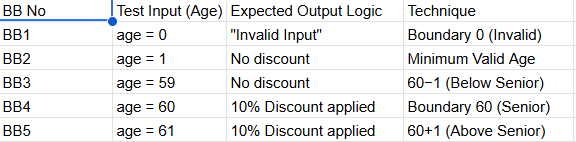 BB No Test Input (Age) Expected Output Logic Technique
BB1 age = 0 "Invalid Input" Boundary 0 (Invalid)
BB2 age = 1 No discount Minimum Valid Age
BB3 age = 59 No discount 60−1 (Below Senior)
BB4 age = 60 10% Discount applied Boundary 60 (Senior)
BB5 age = 61 10% Discount applied 60+1 (Above Senior)